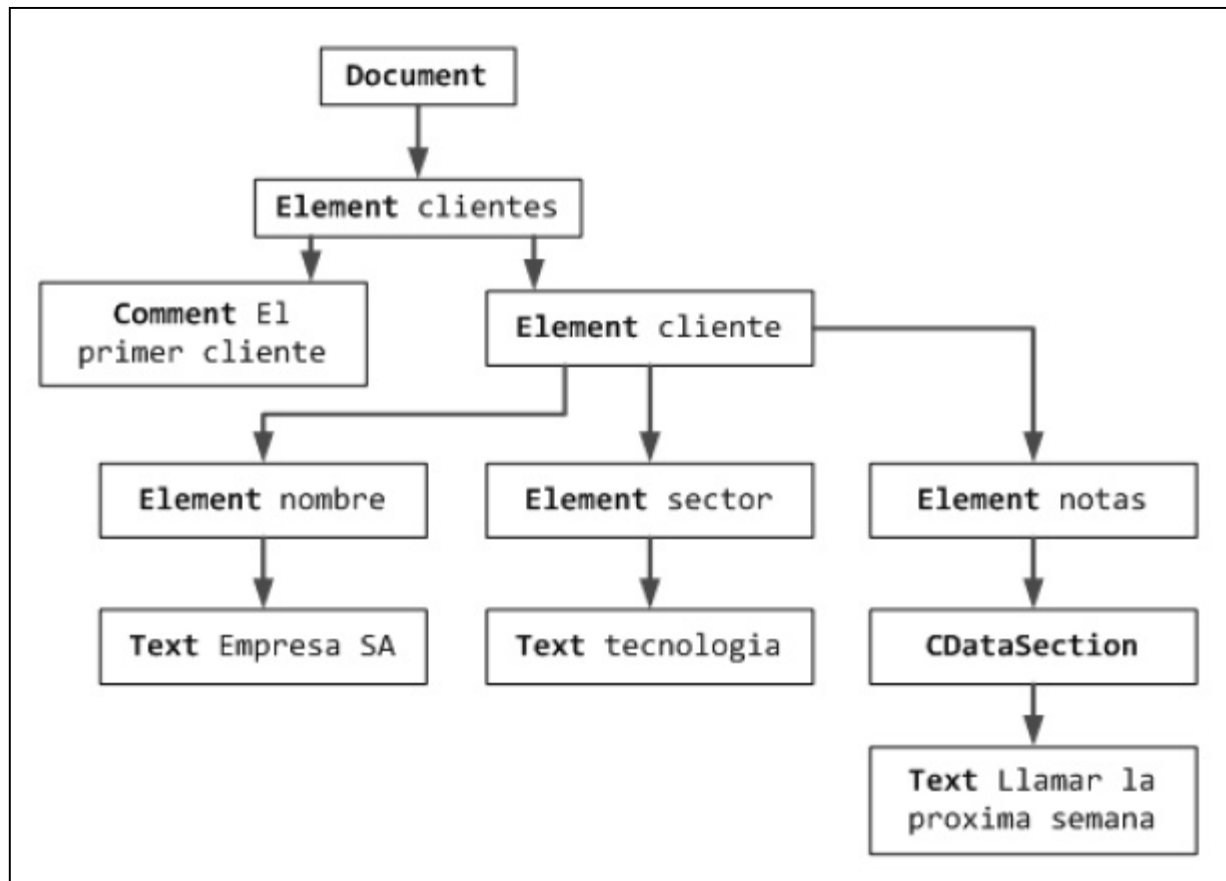 Document
Element clientes
Comment El
primer cliente
Element cliente
Element nombre
Element sector
Element notas
Text Empresa SA
Text tecnologia
CDataSection
Text Llamar la
proxima semana